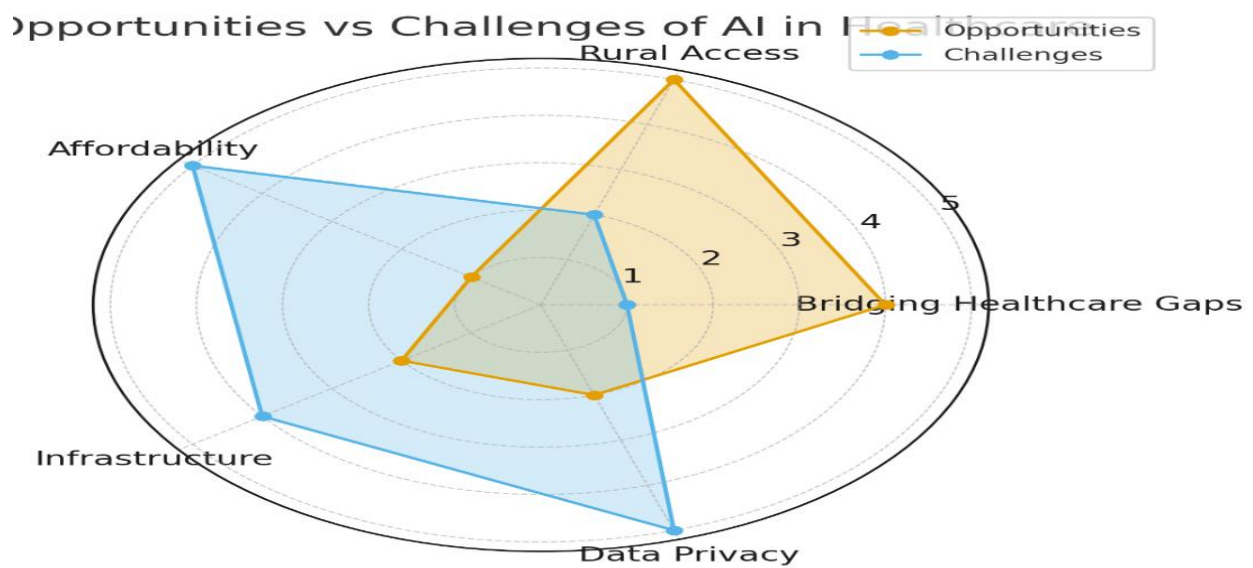 Opportunities vs Challenges of AI in Healthcare
Opportunities
Challenges
Rural Access
Affordability
5
4
3
2
1
Bridging Healthcare Gaps
Infrastructure
Data Privacy